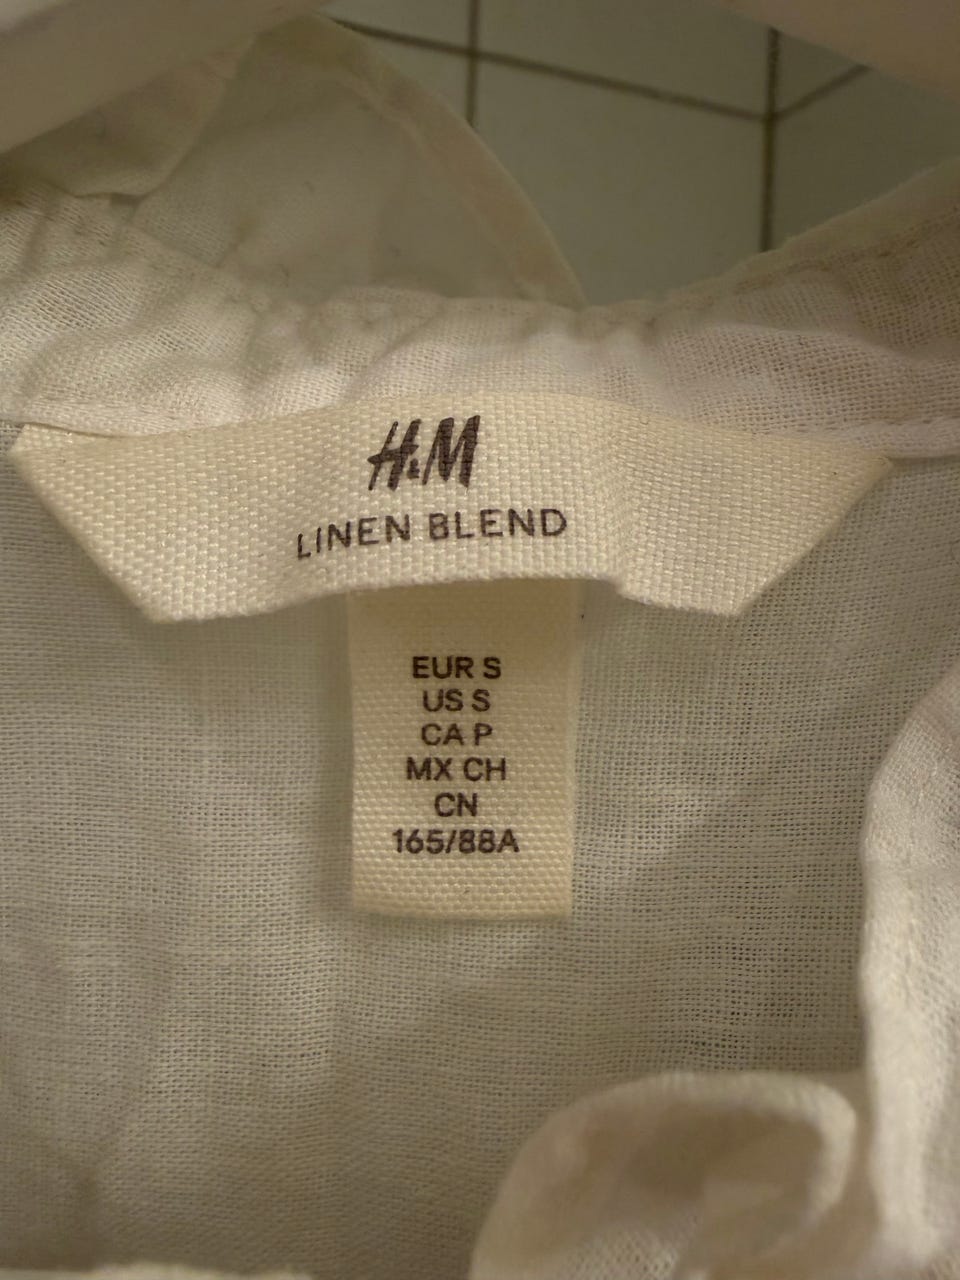 H&M
LINEN BLEND
EUR S
US S
CA P
MX CH
CN
165/88A